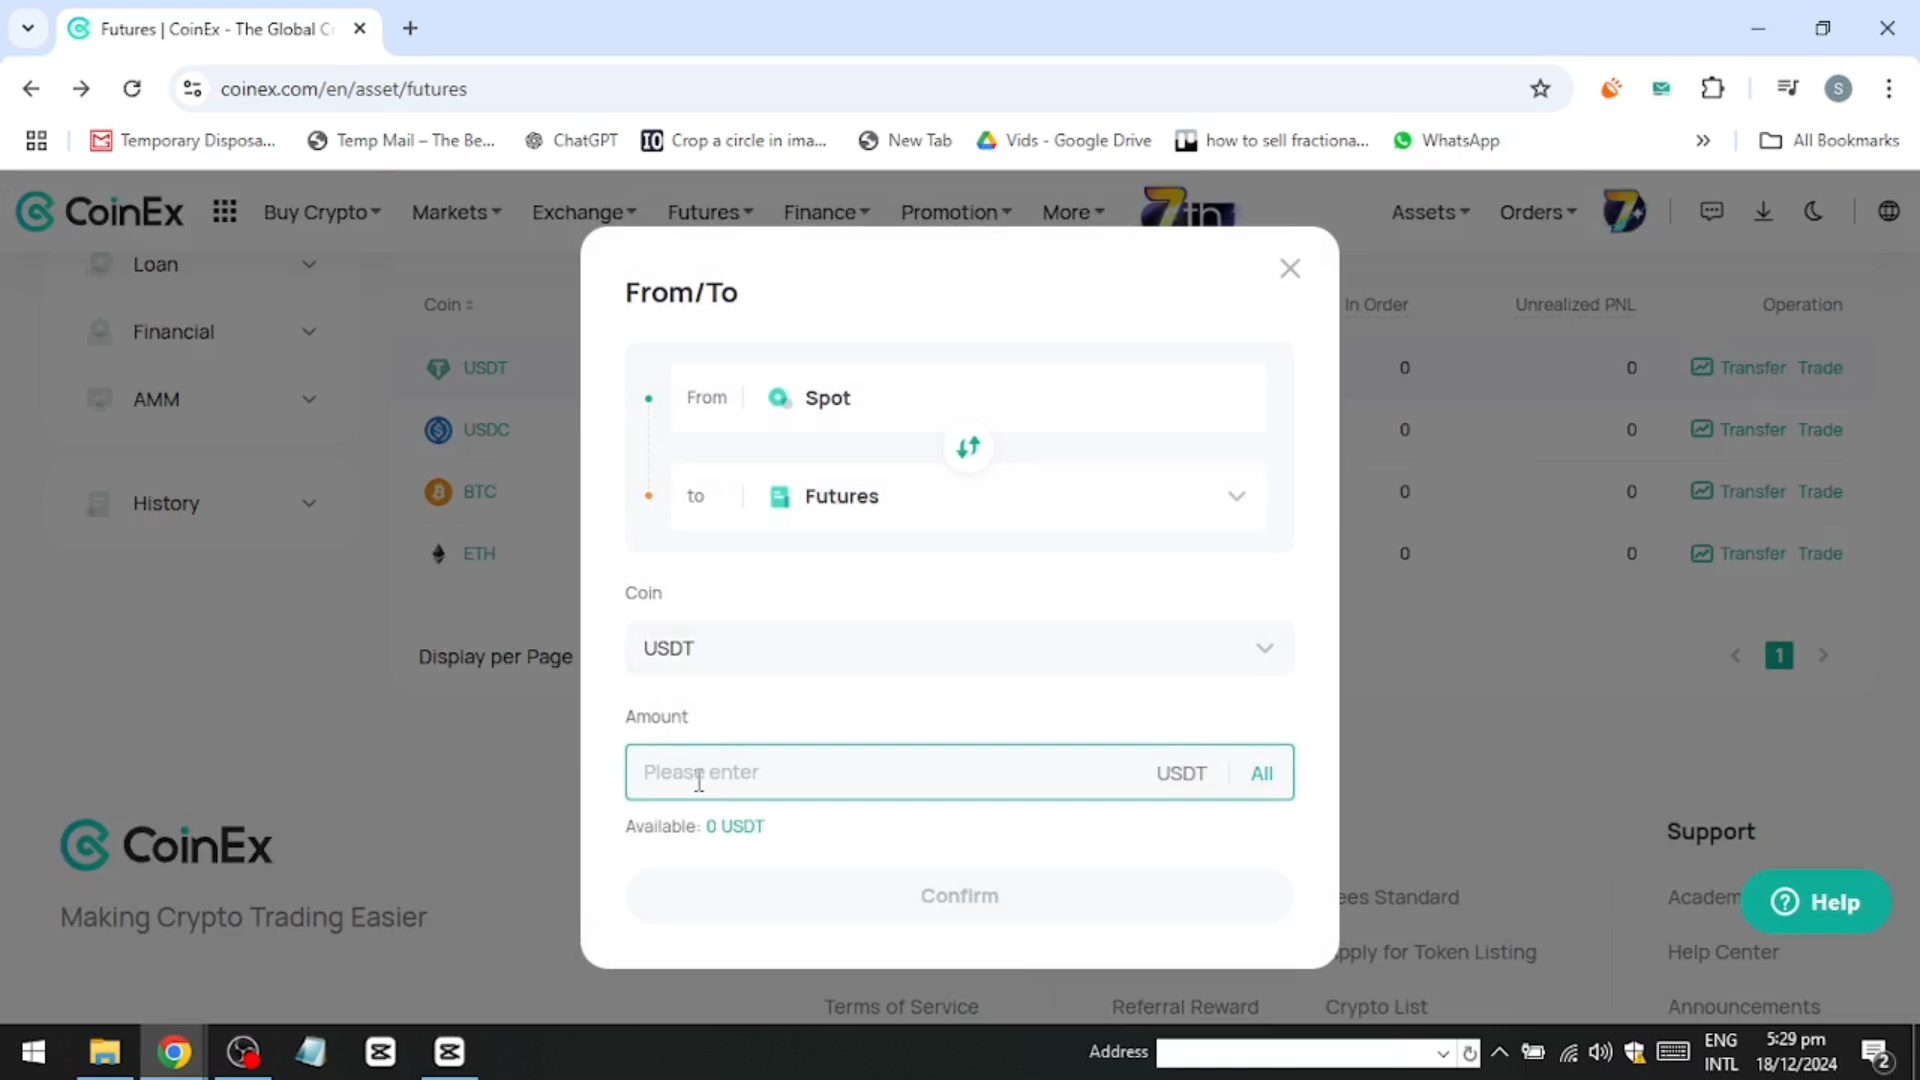 Futures | CoinEx - The Global Cr
coinex.com/en/asset/futures
S
Temporary Disposa...
Temp Mail – The Be...
ChatGPT
Crop a circle in ima...
New Tab
Vids - Google Drive
how to sell fractiona...
WhatsApp
All Bookmarks
CoinEx
Buy Crypto
Markets
Exchange
Futures
Finance
Promotion
More
7th
Assets
Orders
Loan
Financial
AMM
History
Coin
In Order
Unrealized PNL
Operation
USDT
0
0
Transfer Trade
USDC
0
0
Transfer Trade
BTC
0
0
Transfer Trade
ETH
0
0
Transfer Trade
Display per Page
1
From/To
From
Spot
to
Futures
Coin
USDT
Amount
Please enter
USDT
All
Available: 0 USDT
Confirm
CoinEx
Making Crypto Trading Easier
Support
ees Standard
Academ
Help
pply for Token Listing
Help Center
Terms of Service
Referral Reward
Crypto List
Announcements
Address
ENG
INTL
5:29 pm
18/12/2024
2